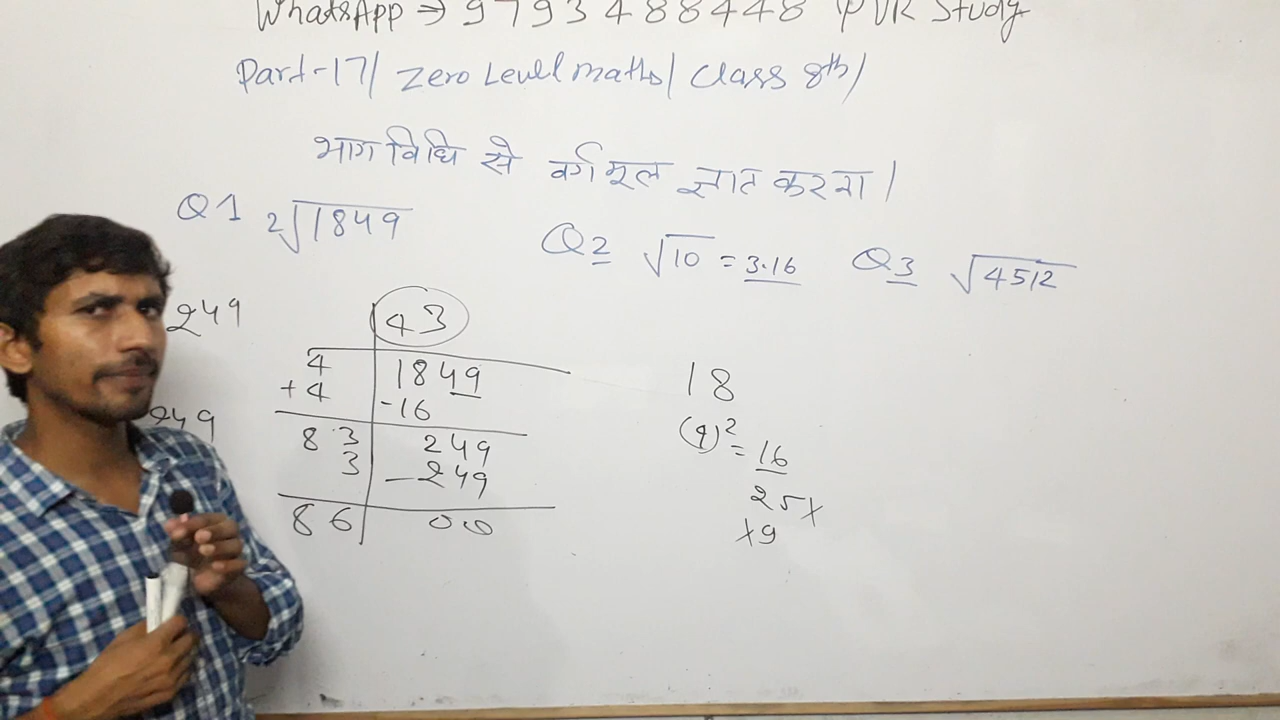 WhatsApp → 9793488448 PVR Study
Part-17/ Zero Level maths/ Class 8th/
भाग विधि से वर्गमूल ज्ञात करना।
Q1 2√1849
Q2 √10 = 3.16
Q3 √4512
249
249
43
4 1849
+4 -16
83 249
3 -249
86 00
18
(4)² = 16
25×
×9